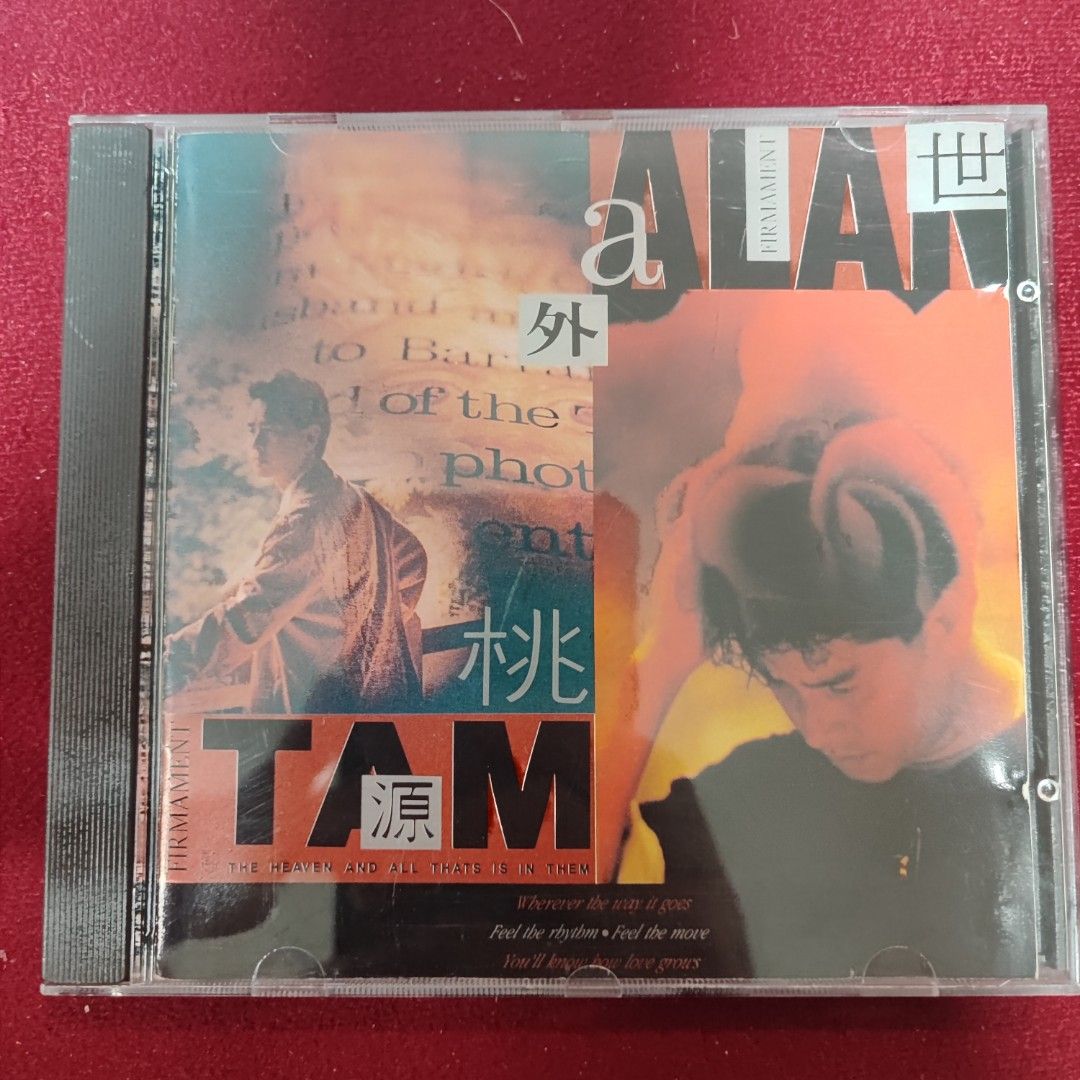 ALAN
FIRMAMENT
世
a
外
to
of the
phot
ent
桃
TAM
源
FIRMAMENT
THE HEAVEN AND ALL THATS IS IN THEM
Wherever the way it goes
Feel the rhythm • Feel the move
You'll know how love grows